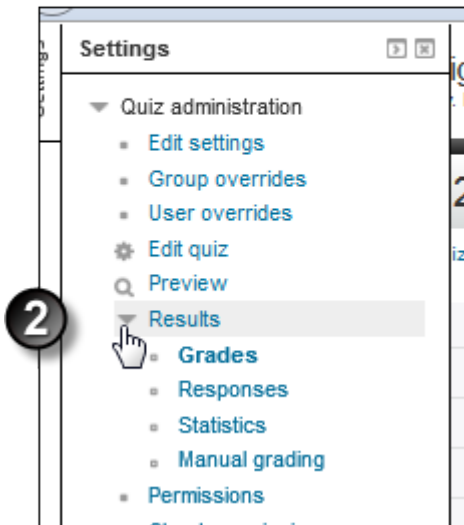 Settings
Quiz administration
Edit settings
Group overrides
User overrides
Edit quiz
Preview
2
Results
Grades
Responses
Statistics
Manual grading
Permissions